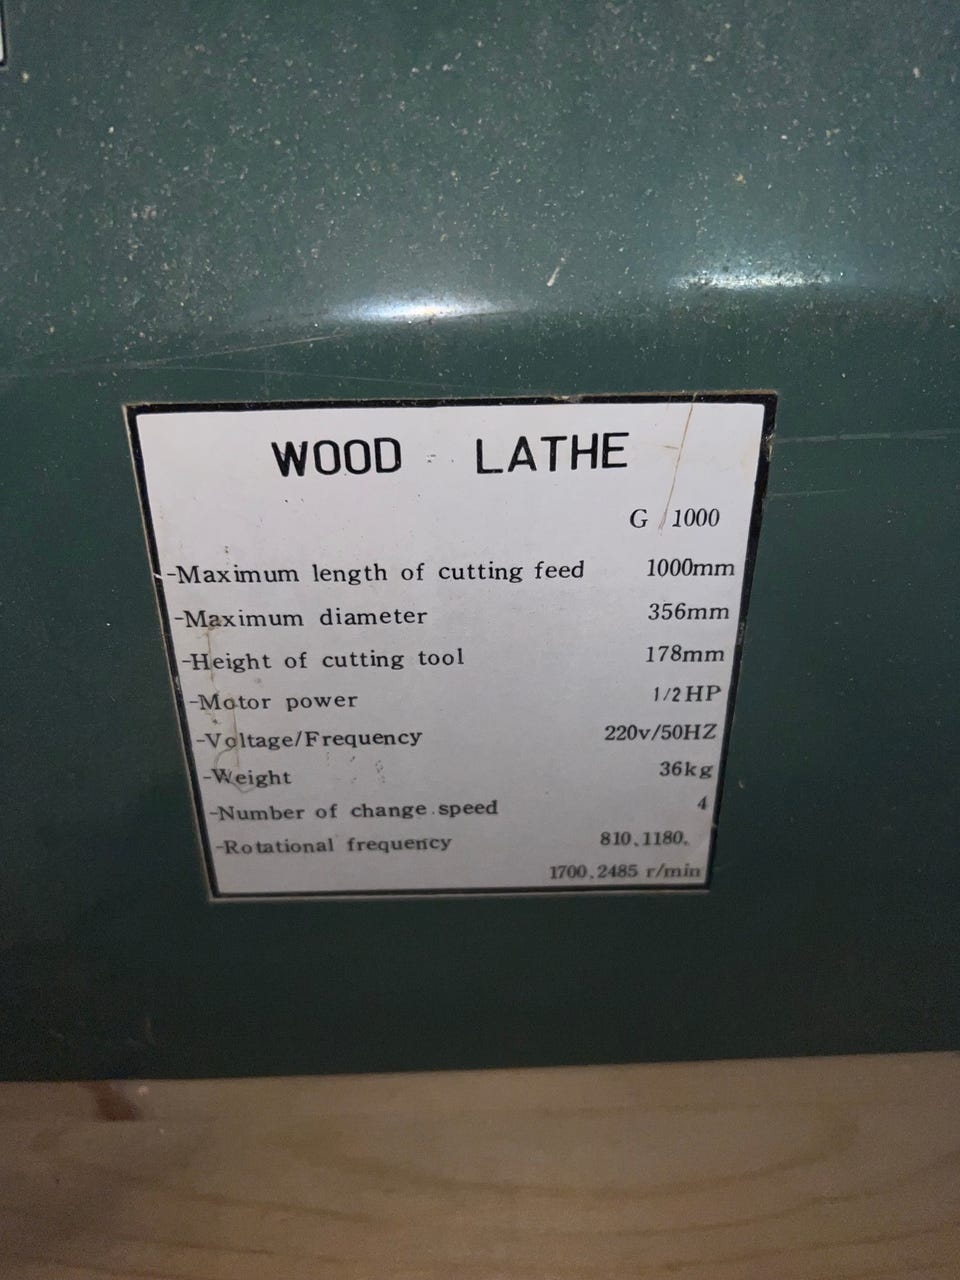 WOOD LATHE
G 1000
-Maximum length of cutting feed 1000mm
-Maximum diameter 356mm
-Height of cutting tool 178mm
-Motor power 1/2HP
-Voltage/Frequency 220v/50HZ
-Weight 36kg
-Number of change speed 4
-Rotational frequency 810,1180,
1700,2485 r/min